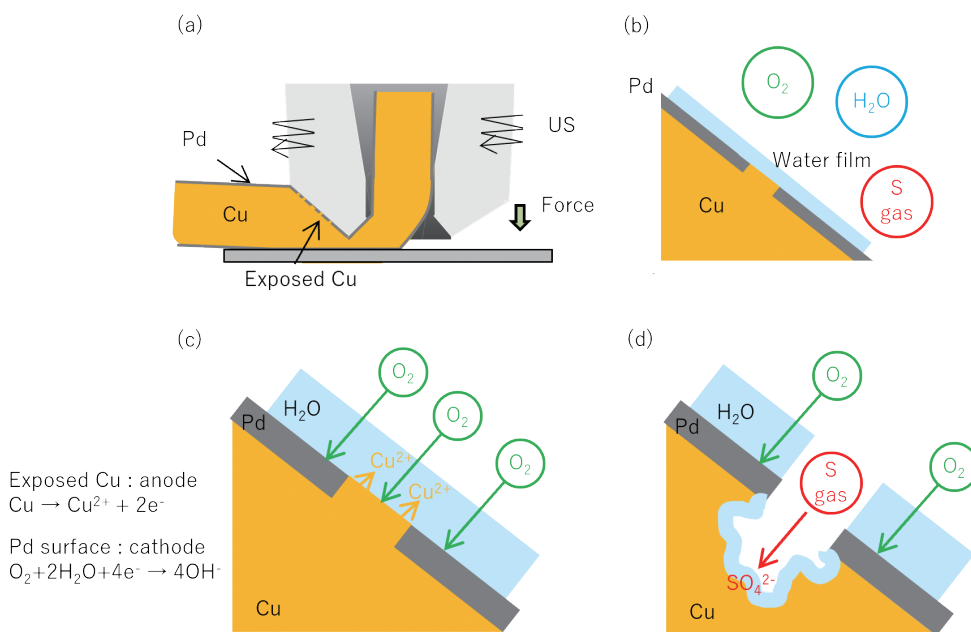 (a)
Pd
Cu
US
Force
Exposed Cu
(b)
Pd
O₂
H₂O
Water film
Cu
S
gas
(c)
O₂
H₂O
O₂
Pd
Cu²⁺
O₂
Cu²⁺
Exposed Cu : anode
Cu → Cu²⁺ + 2e⁻
Pd surface : cathode
O₂+2H₂O+4e⁻ → 4OH⁻
Cu
(d)
O₂
H₂O
Pd
S
gas
O₂
SO₄²⁻
Cu